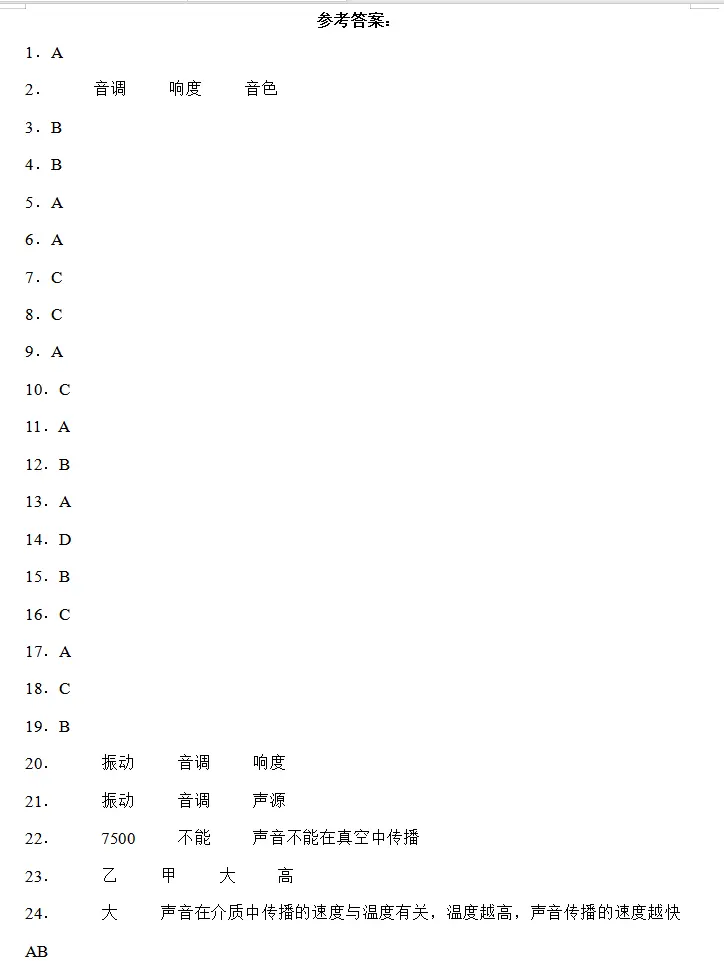 参考答案：
1．A
2． 音调 响度 音色
3．B
4．B
5．A
6．A
7．C
8．C
9．A
10．C
11．A
12．B
13．A
14．D
15．B
16．C
17．A
18．C
19．B
20． 振动 音调 响度
21． 振动 音调 声源
22． 7500 不能 声音不能在真空中传播
23． 乙 甲 大 高
24． 大 声音在介质中传播的速度与温度有关，温度越高，声音传播的速度越快
AB